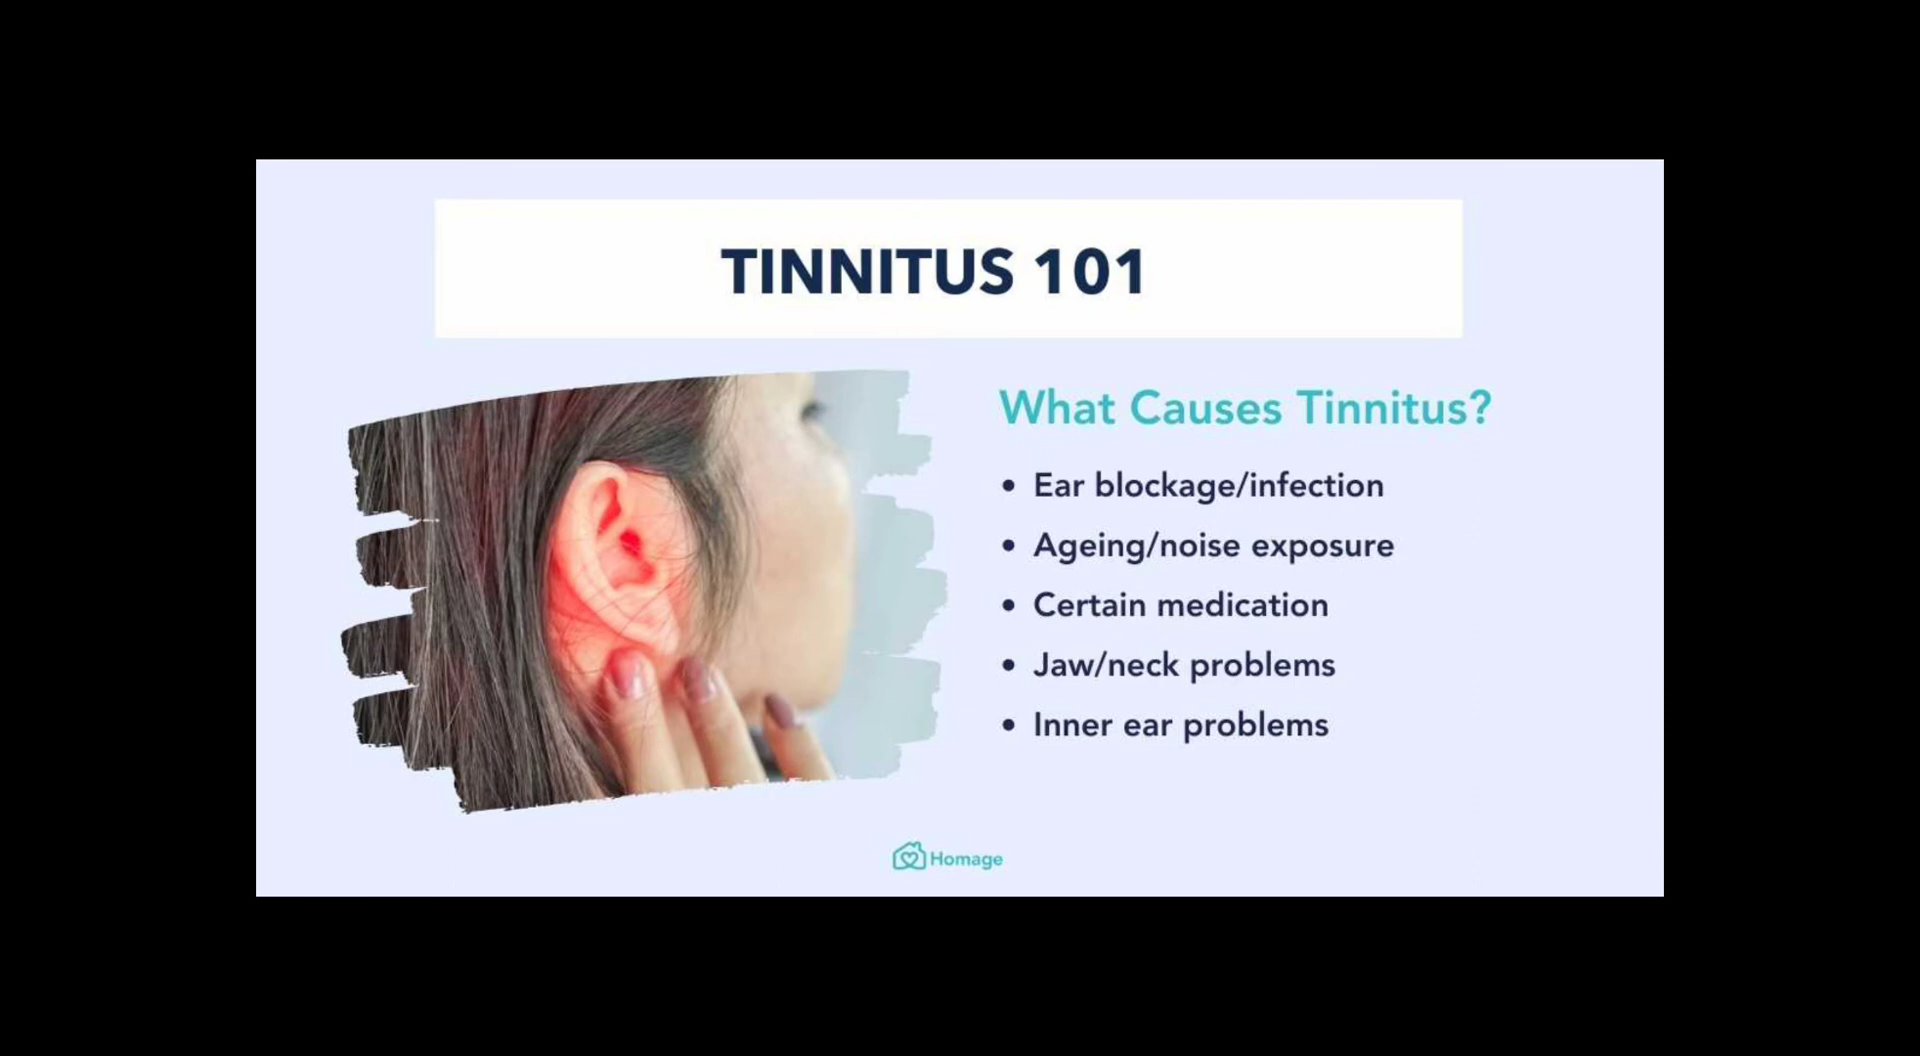 TINNITUS 101
What Causes Tinnitus?
• Ear blockage/infection
• Ageing/noise exposure
• Certain medication
• Jaw/neck problems
• Inner ear problems
Homage